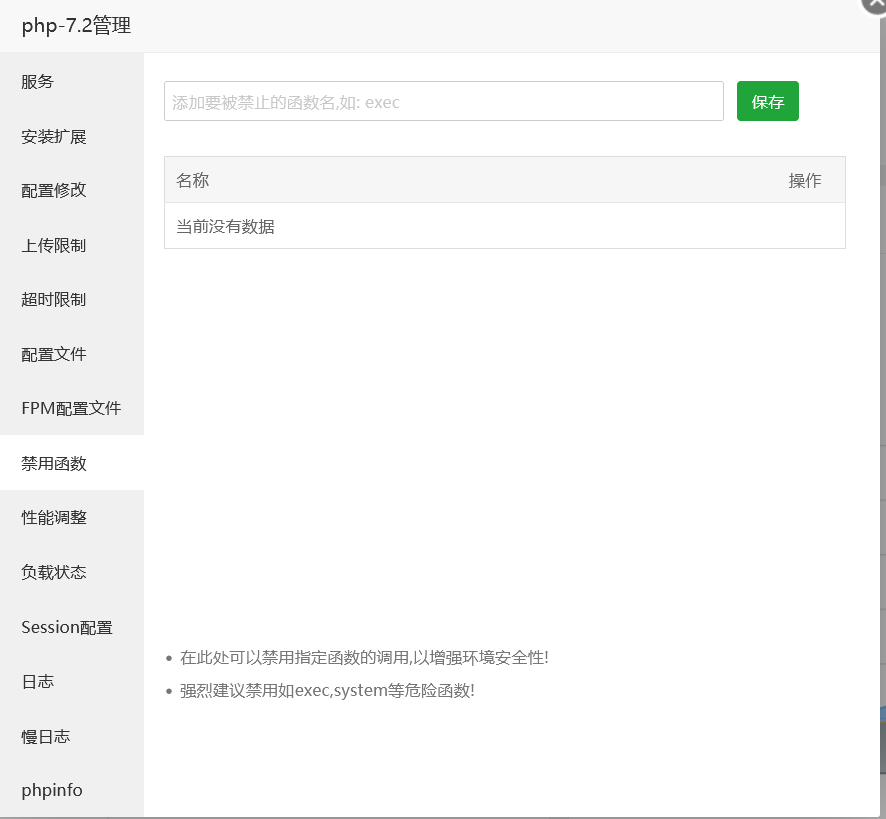 php-7.2管理
服务
安装扩展
配置修改
上传限制
超时限制
配置文件
FPM配置文件
禁用函数
性能调整
负载状态
Session配置
日志
慢日志
phpinfo
添加要被禁止的函数名,如: exec
保存
名称 操作
当前没有数据
在此处可以禁用指定函数的调用,以增强环境安全性!
强烈建议禁用如exec,system等危险函数!